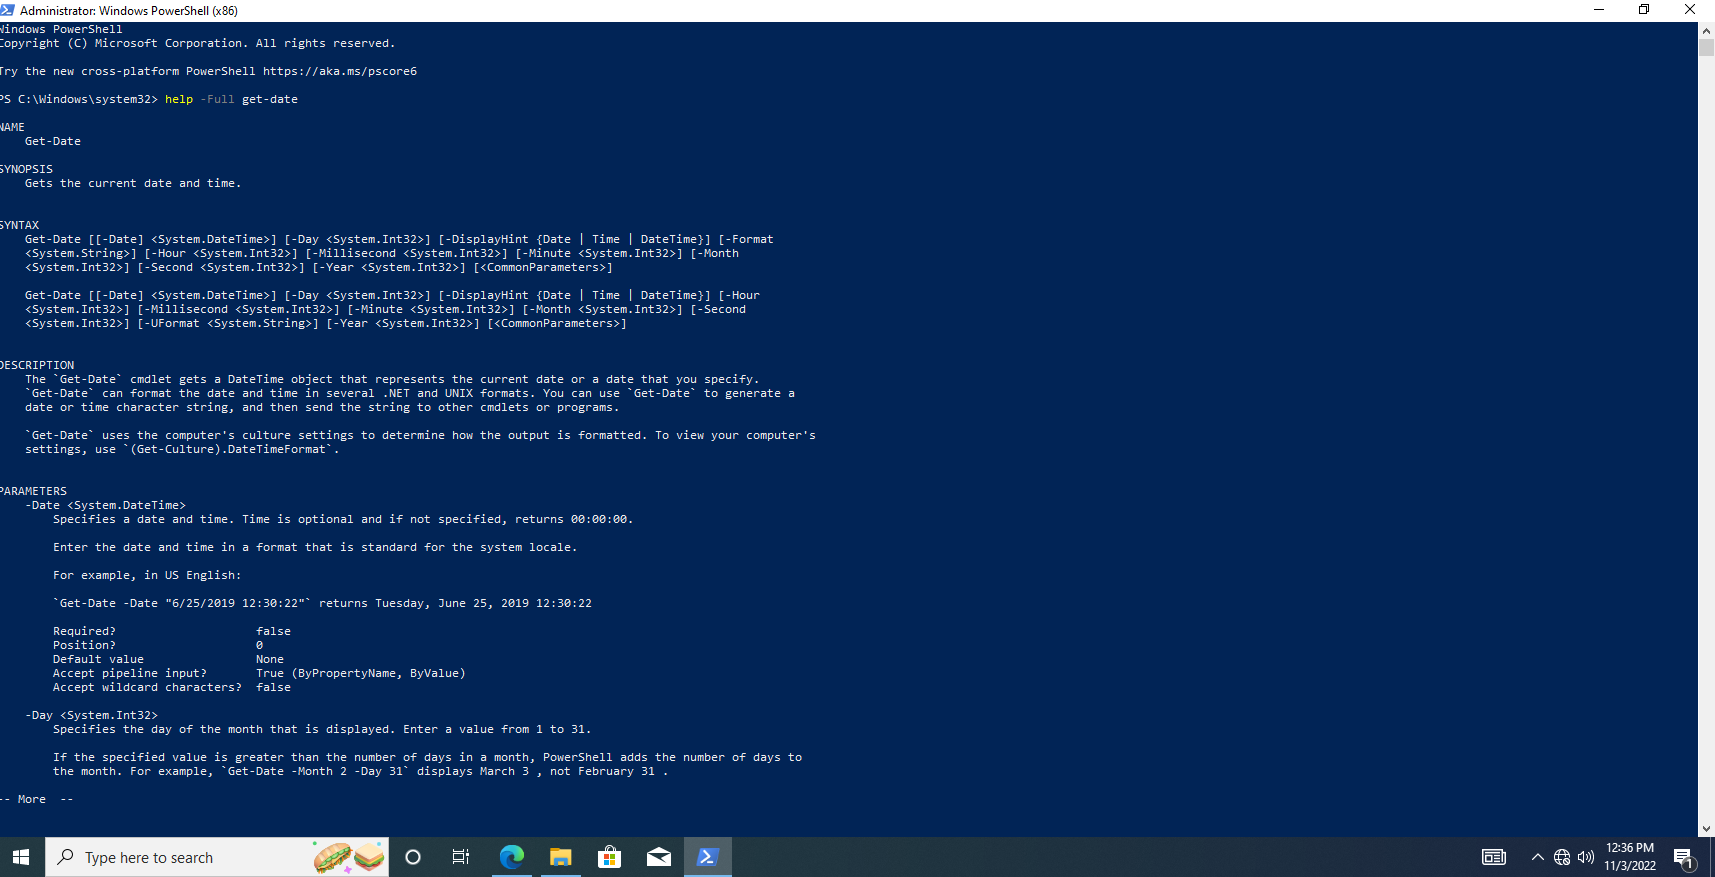 Administrator: Windows PowerShell (x86)
Windows PowerShell
Copyright (C) Microsoft Corporation. All rights reserved.
Try the new cross-platform PowerShell https://aka.ms/pscore6
PS C:\Windows\system32> help -Full get-date
NAME
Get-Date
SYNOPSIS
Gets the current date and time.
SYNTAX
Get-Date [[-Date] <System.DateTime>] [-Day <System.Int32>] [-DisplayHint {Date | Time | DateTime}] [-Format
<System.String>] [-Hour <System.Int32>] [-Millisecond <System.Int32>] [-Minute <System.Int32>] [-Month
<System.Int32>] [-Second <System.Int32>] [-Year <System.Int32>] [<CommonParameters>]
Get-Date [[-Date] <System.DateTime>] [-Day <System.Int32>] [-DisplayHint {Date | Time | DateTime}] [-Hour
<System.Int32>] [-Millisecond <System.Int32>] [-Minute <System.Int32>] [-Month <System.Int32>] [-Second
<System.Int32>] [-UFormat <System.String>] [-Year <System.Int32>] [<CommonParameters>]
DESCRIPTION
The `Get-Date` cmdlet gets a DateTime object that represents the current date or a date that you specify.
`Get-Date` can format the date and time in several .NET and UNIX formats. You can use `Get-Date` to generate a
date or time character string, and then send the string to other cmdlets or programs.
`Get-Date` uses the computer's culture settings to determine how the output is formatted. To view your computer's
settings, use `(Get-Culture).DateTimeFormat`.
PARAMETERS
-Date <System.DateTime>
Specifies a date and time. Time is optional and if not specified, returns 00:00:00.
Enter the date and time in a format that is standard for the system locale.
For example, in US English:
`Get-Date -Date "6/25/2019 12:30:22"` returns Tuesday, June 25, 2019 12:30:22
Required? false
Position? 0
Default value None
Accept pipeline input? True (ByPropertyName, ByValue)
Accept wildcard characters? false
-Day <System.Int32>
Specifies the day of the month that is displayed. Enter a value from 1 to 31.
If the specified value is greater than the number of days in a month, PowerShell adds the number of days to
the month. For example, `Get-Date -Month 2 -Day 31` displays March 3 , not February 31 .
-- More --
Type here to search
12:36 PM
11/3/2022
1